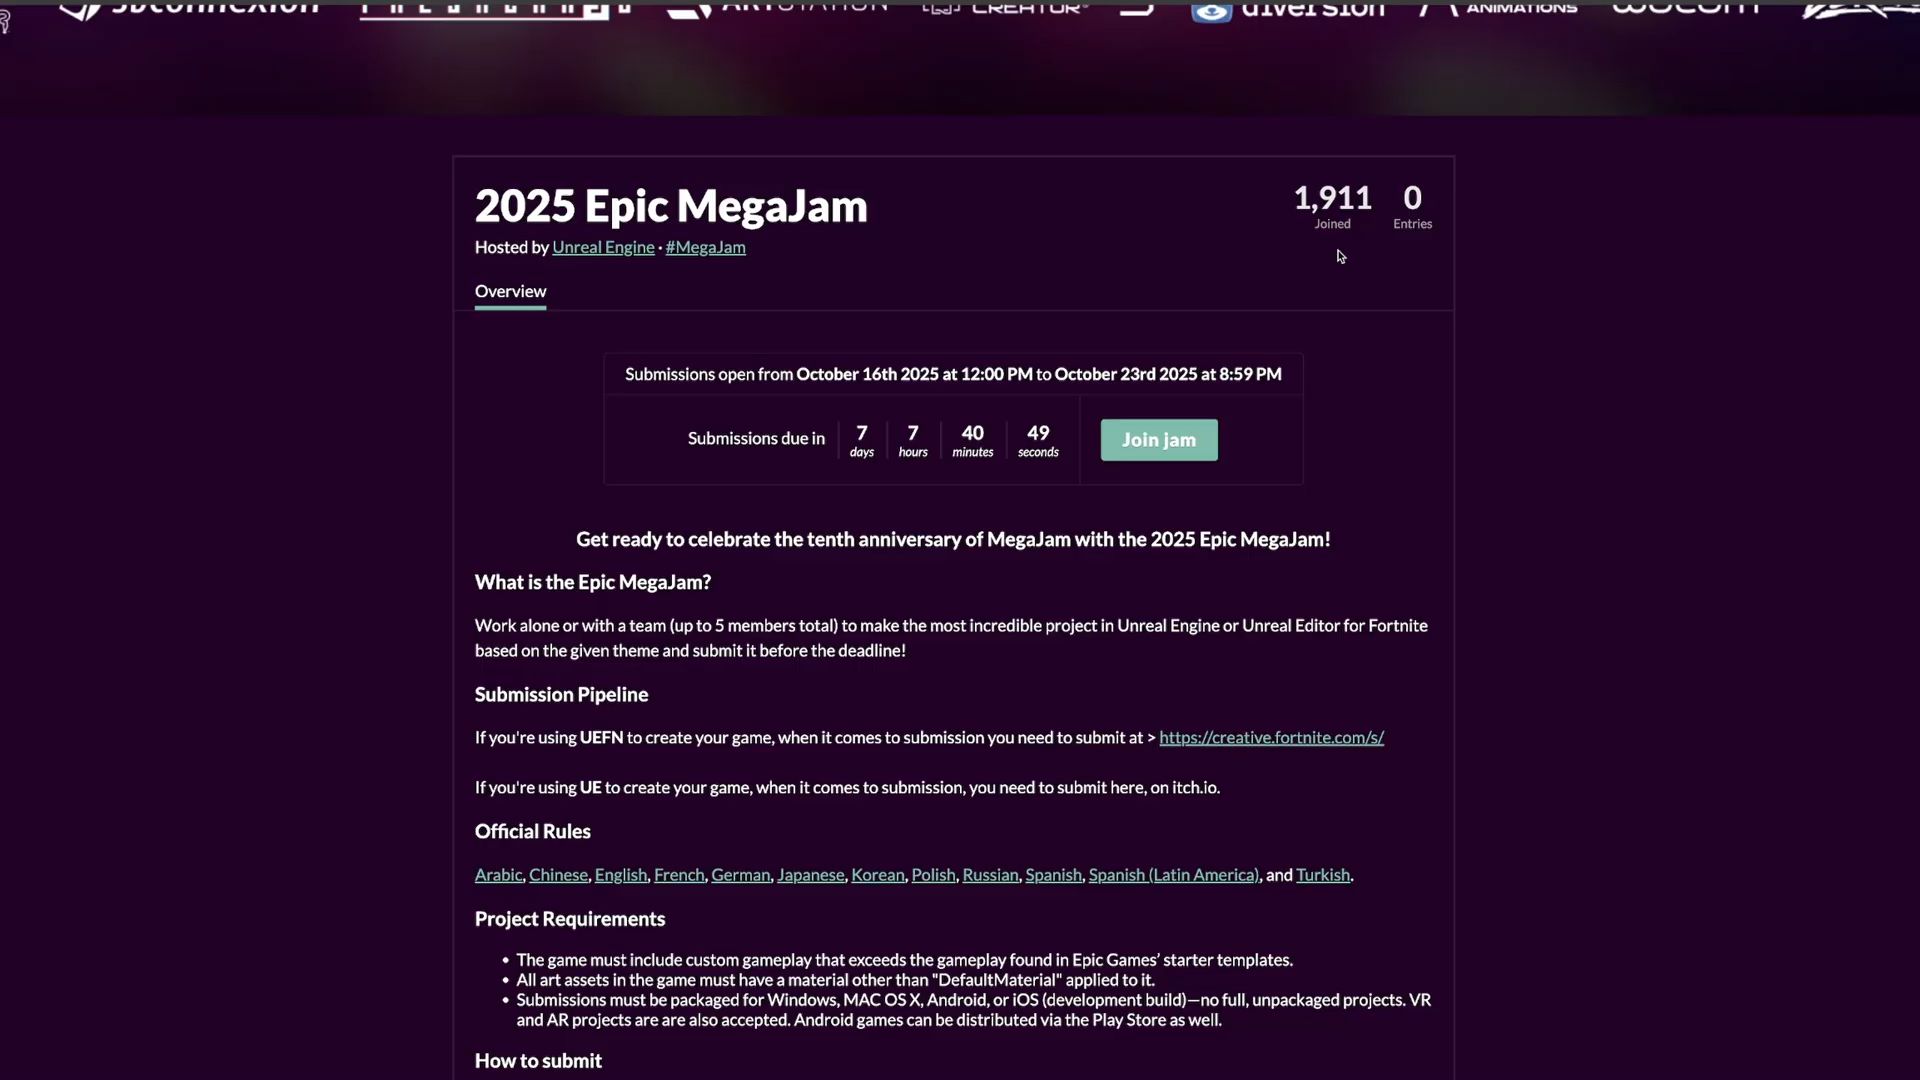 ARTSTATION
CREATOR
diversion
ANIMATIONS
wacom
2025 Epic MegaJam
1,911
Joined
0
Entries
Hosted by Unreal Engine · #MegaJam
Overview
Submissions open from October 16th 2025 at 12:00 PM to October 23rd 2025 at 8:59 PM
Submissions due in
7 days
7 hours
40 minutes
49 seconds
Join jam
Get ready to celebrate the tenth anniversary of MegaJam with the 2025 Epic MegaJam!
What is the Epic MegaJam?
Work alone or with a team (up to 5 members total) to make the most incredible project in Unreal Engine or Unreal Editor for Fortnite
based on the given theme and submit it before the deadline!
Submission Pipeline
If you're using UEFN to create your game, when it comes to submission you need to submit at > https://creative.fortnite.com/s/
If you're using UE to create your game, when it comes to submission, you need to submit here, on itch.io.
Official Rules
Arabic, Chinese, English, French, German, Japanese, Korean, Polish, Russian, Spanish, Spanish (Latin America), and Turkish.
Project Requirements
• The game must include custom gameplay that exceeds the gameplay found in Epic Games’ starter templates.
• All art assets in the game must have a material other than "DefaultMaterial" applied to it.
• Submissions must be packaged for Windows, MAC OS X, Android, or iOS (development build)—no full, unpackaged projects. VR
and AR projects are are also accepted. Android games can be distributed via the Play Store as well.
How to submit